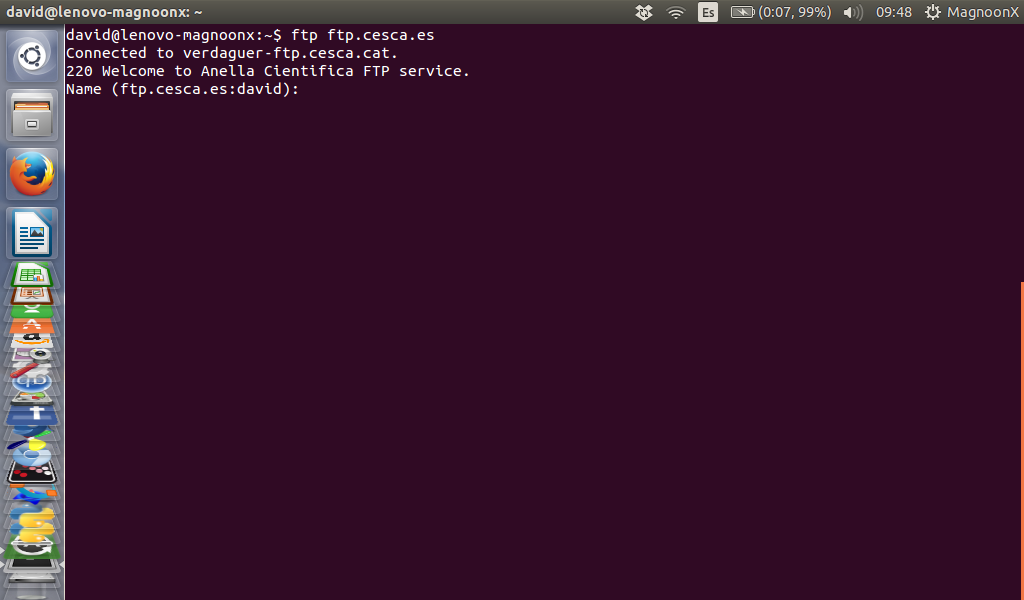 david@lenovo-magnoonx: ~
Es
(0:07, 99%)
09:48
MagnoonX
david@lenovo-magnoonx:~$ ftp ftp.cesca.es
Connected to verdaguer-ftp.cesca.cat.
220 Welcome to Anella Cientifica FTP service.
Name (ftp.cesca.es:david):